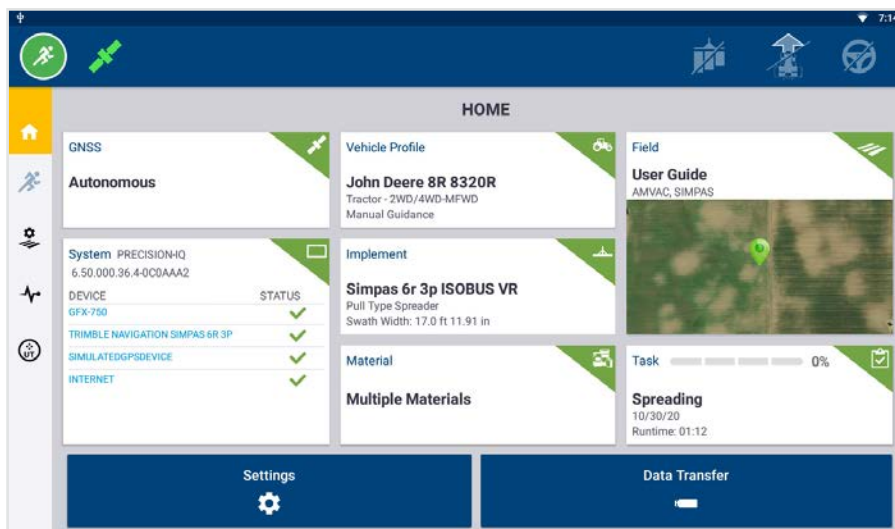 7:14
HOME
GNSS
Autonomous
System PRECISION-IQ
6.50.000.36.4-0C0AAA2
DEVICE STATUS
GFX-750
TRIMBLE NAVIGATION SIMPAS 6R 3P
SIMULATEDGPSDEVICE
INTERNET
Vehicle Profile
John Deere 8R 8320R
Tractor - 2WD/4WD-MFWD
Manual Guidance
Implement
Simpas 6r 3p ISOBUS VR
Pull Type Spreader
Swath Width: 17.0 ft 11.91 in
Material
Multiple Materials
Field
User Guide
AMVAC, SIMPAS
Task 0%
Spreading
10/30/20
Runtime: 01:12
UT
Settings
Data Transfer